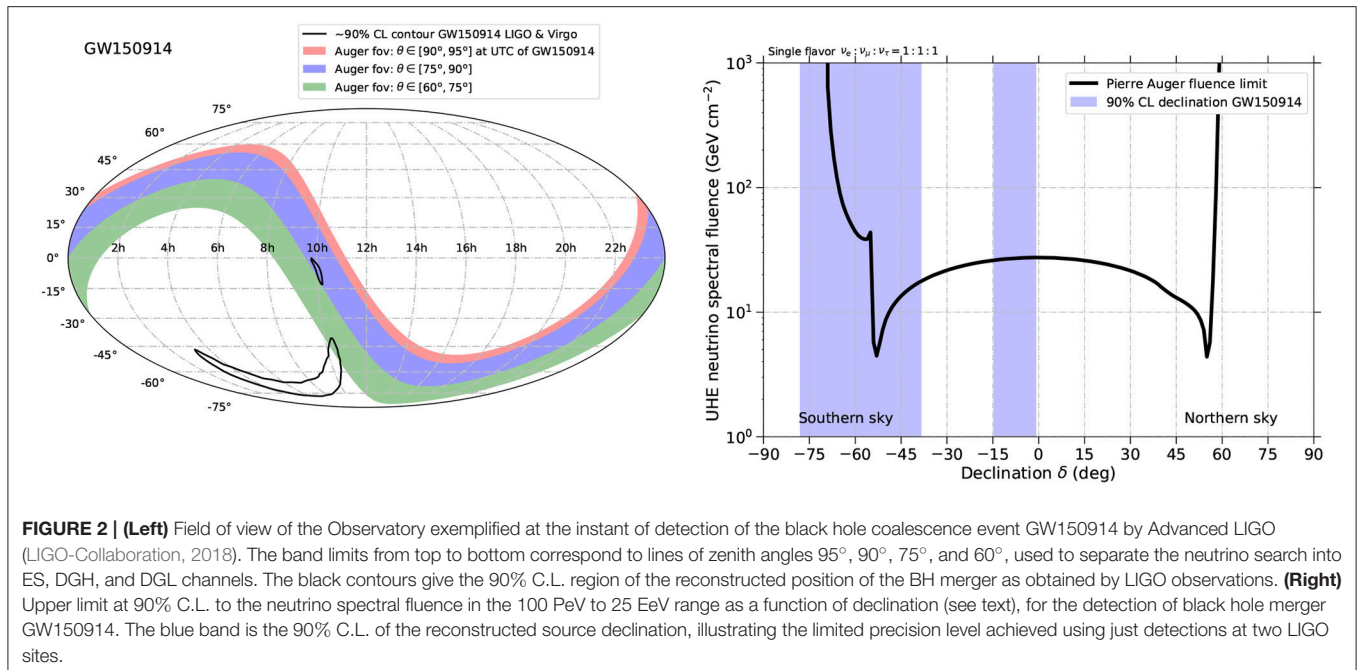 GW150914
~90% CL contour GW150914 LIGO & Virgo
Auger fov: θ ∈ [90°, 95°] at UTC of GW150914
Auger fov: θ ∈ [75°, 90°]
Auger fov: θ ∈ [60°, 75°]
75°
60°
45°
30°
15°
0°
-15°
-30°
-45°
-60°
-75°
2h 4h 6h 8h 10h 12h 14h 16h 18h 20h 22h
Single flavor νe : νμ : ντ = 1 : 1 : 1
Pierre Auger fluence limit
90% CL declination GW150914
UHE neutrino spectral fluence (GeV cm⁻²)
10³
10²
10¹
10⁰
Southern sky
Northern sky
−90 −75 −60 −45 −30 −15 0 15 30 45 60 75 90
Declination δ (deg)
FIGURE 2 | (Left) Field of view of the Observatory exemplified at the instant of detection of the black hole coalescence event GW150914 by Advanced LIGO
(LIGO-Collaboration, 2018). The band limits from top to bottom correspond to lines of zenith angles 95°, 90°, 75°, and 60°, used to separate the neutrino search into
ES, DGH, and DGL channels. The black contours give the 90% C.L. region of the reconstructed position of the BH merger as obtained by LIGO observations. (Right)
Upper limit at 90% C.L. to the neutrino spectral fluence in the 100 PeV to 25 EeV range as a function of declination (see text), for the detection of black hole merger
GW150914. The blue band is the 90% C.L. of the reconstructed source declination, illustrating the limited precision level achieved using just detections at two LIGO
sites.